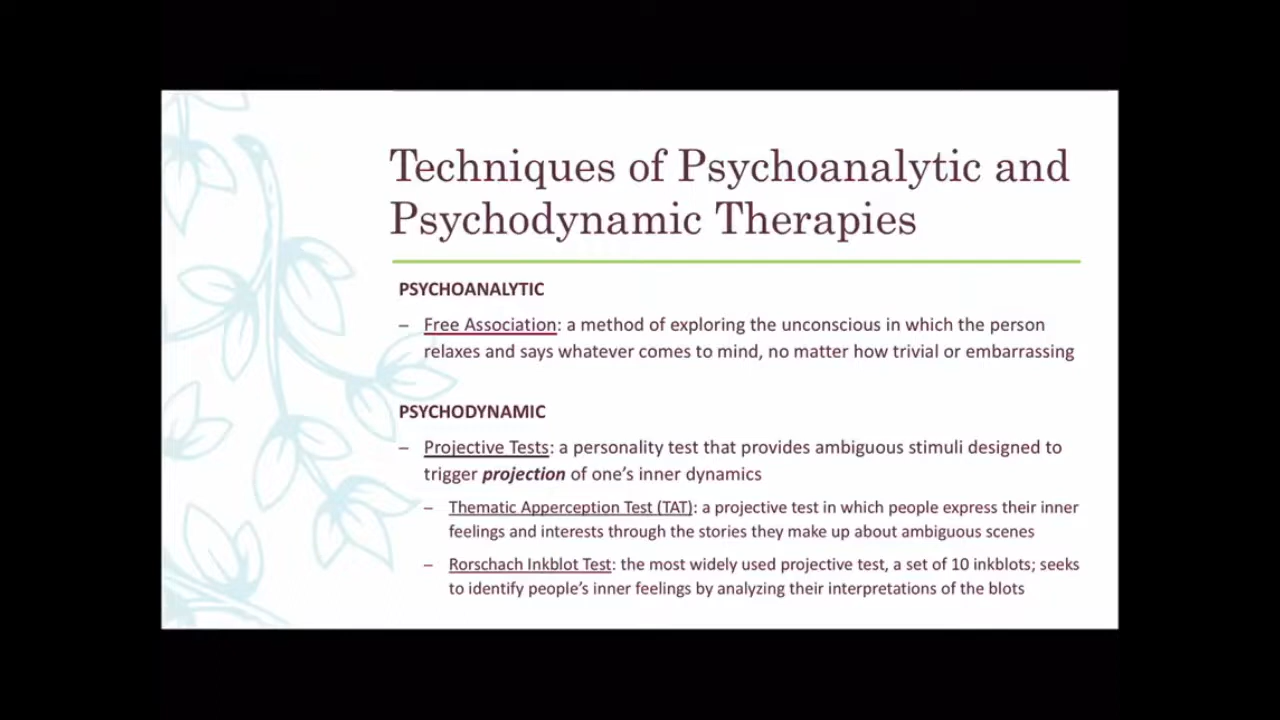 Techniques of Psychoanalytic and
Psychodynamic Therapies
PSYCHOANALYTIC
– Free Association: a method of exploring the unconscious in which the person
relaxes and says whatever comes to mind, no matter how trivial or embarrassing
PSYCHODYNAMIC
– Projective Tests: a personality test that provides ambiguous stimuli designed to
trigger projection of one’s inner dynamics
– Thematic Apperception Test (TAT): a projective test in which people express their inner
feelings and interests through the stories they make up about ambiguous scenes
– Rorschach Inkblot Test: the most widely used projective test, a set of 10 inkblots; seeks
to identify people’s inner feelings by analyzing their interpretations of the blots